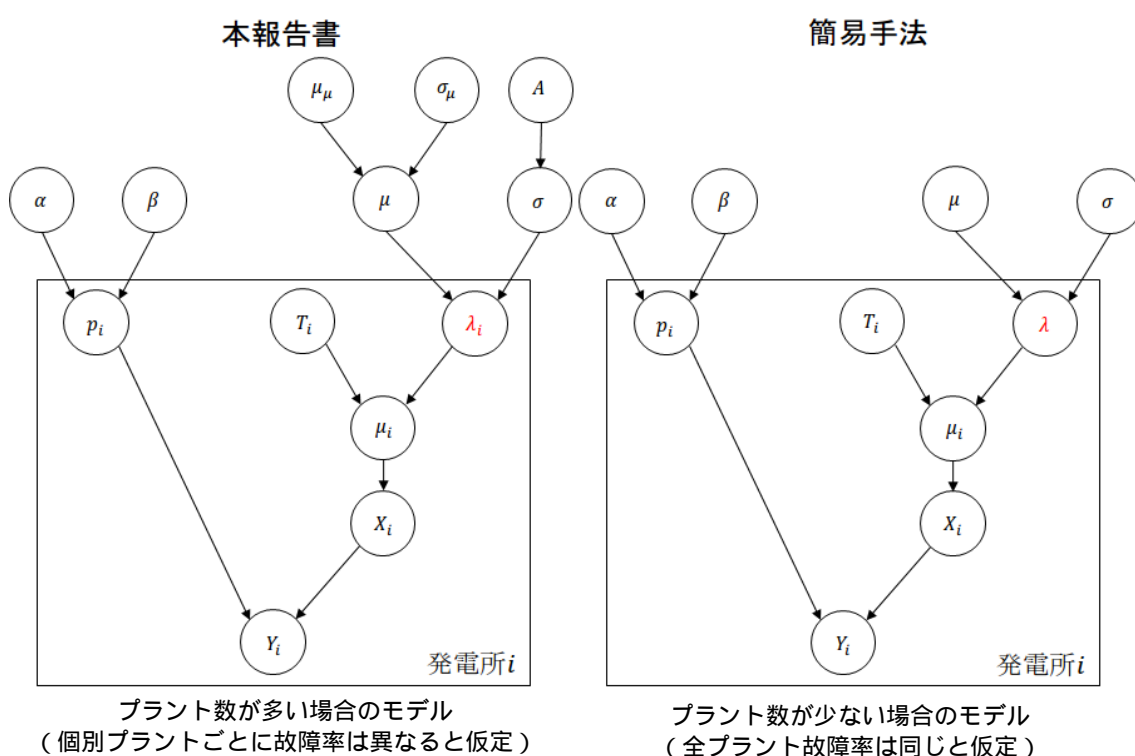 本報告書
μ_μ
σ_μ
A
α
β
μ
σ
p_i
T_i
λ_i
μ_i
X_i
Y_i
発電所i
プラント数が多い場合のモデル
(個別プラントごとに故障率は異なると仮定)
簡易手法
α
β
μ
σ
p_i
T_i
λ
μ_i
X_i
Y_i
発電所i
プラント数が少ない場合のモデル
(全プラント故障率は同じと仮定)